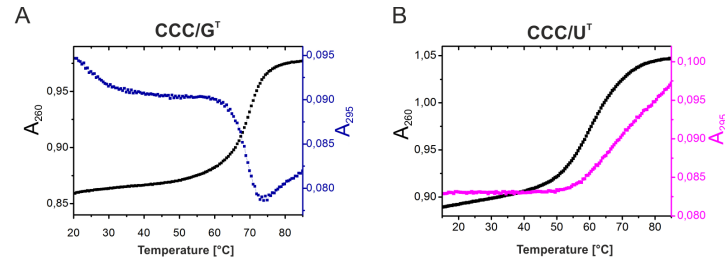 A
CCC/Gᵀ
0,95
0,90
0,85
A₂₆₀
0,095
0,090
0,085
0,080
A₂₉₅
20 30 40 50 60 70 80
Temperature [°C]
B
CCC/Uᵀ
1,05
1,00
0,95
0,90
A₂₆₀
0,100
0,095
0,090
0,085
0,080
A₂₉₅
20 30 40 50 60 70 80
Temperature [°C]